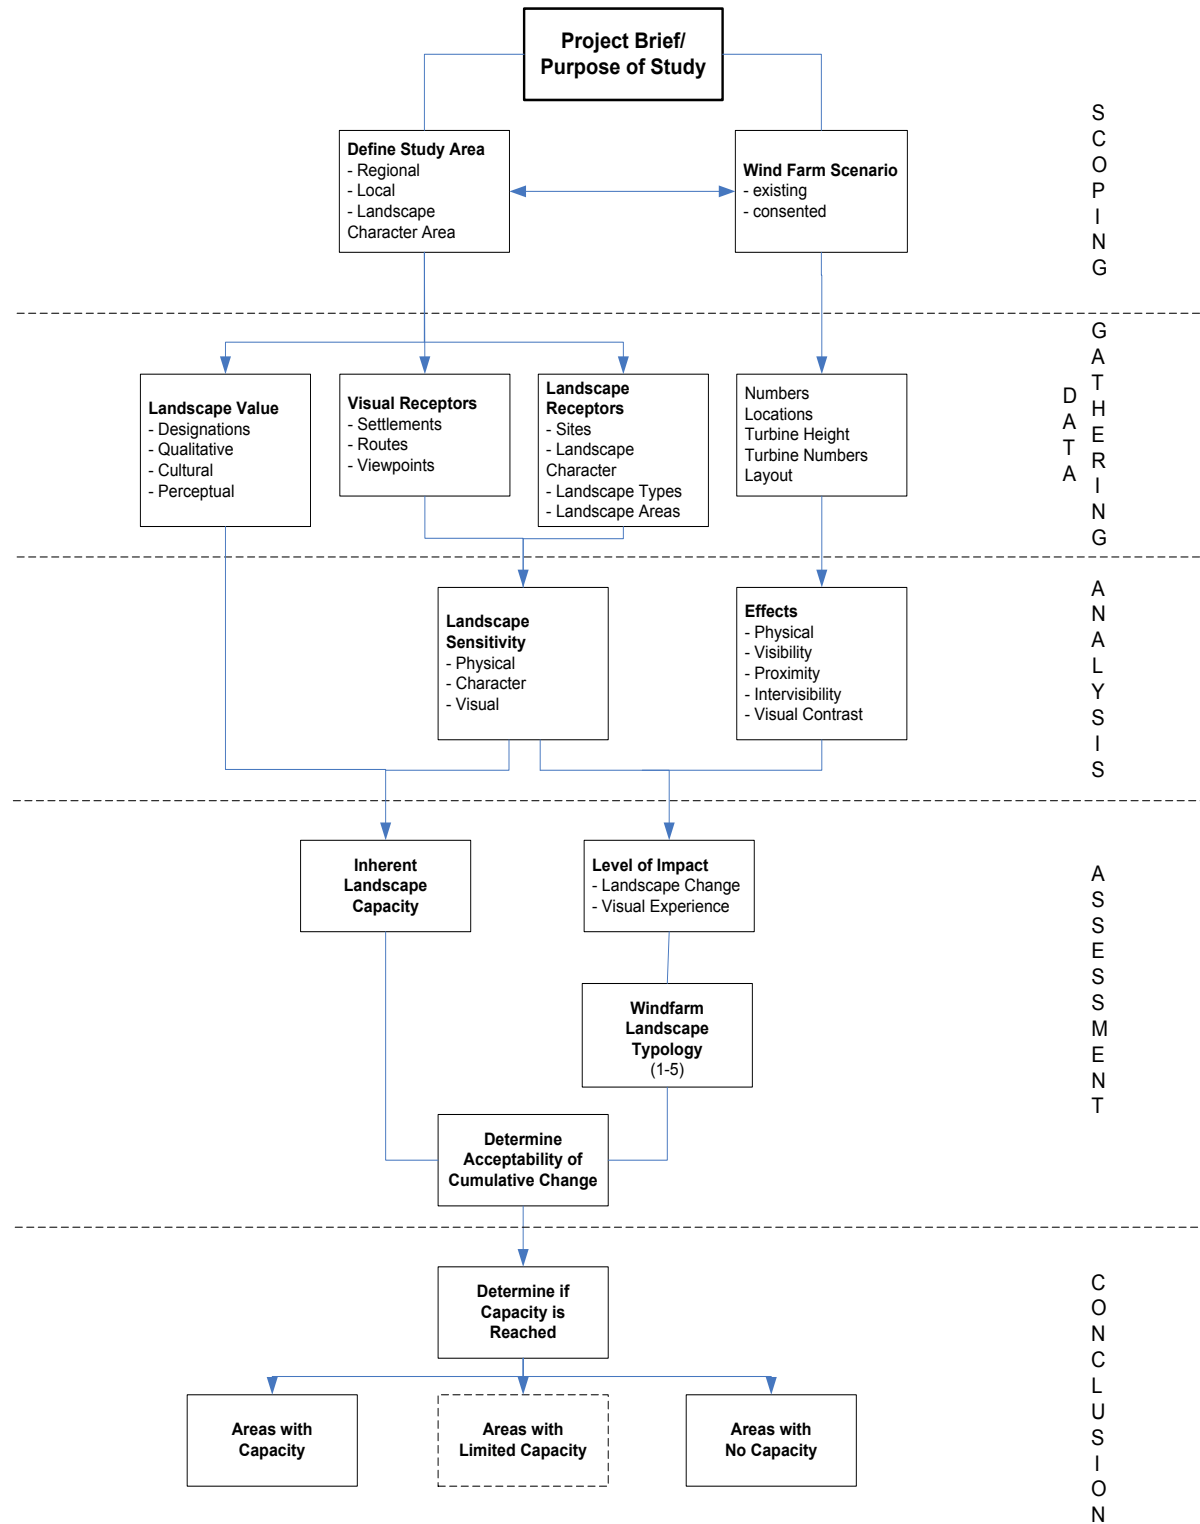 Project Brief/
Purpose of Study
SCOPING
Define Study Area
- Regional
- Local
- Landscape
Character Area
Wind Farm Scenario
- existing
- consented
DATA
GATHERING
Landscape Value
- Designations
- Qualitative
- Cultural
- Perceptual
Visual Receptors
- Settlements
- Routes
- Viewpoints
Landscape
Receptors
- Sites
- Landscape
Character
- Landscape Types
- Landscape Areas
Numbers
Locations
Turbine Height
Turbine Numbers
Layout
ANALYSIS
Landscape
Sensitivity
- Physical
- Character
- Visual
Effects
- Physical
- Visibility
- Proximity
- Intervisibility
- Visual Contrast
ASSESSMENT
Inherent
Landscape
Capacity
Level of Impact
- Landscape Change
- Visual Experience
Windfarm
Landscape
Typology
(1-5)
Determine
Acceptability of
Cumulative Change
CONCLUSION
Determine if
Capacity is
Reached
Areas with
Capacity
Areas with
Limited Capacity
Areas with
No Capacity